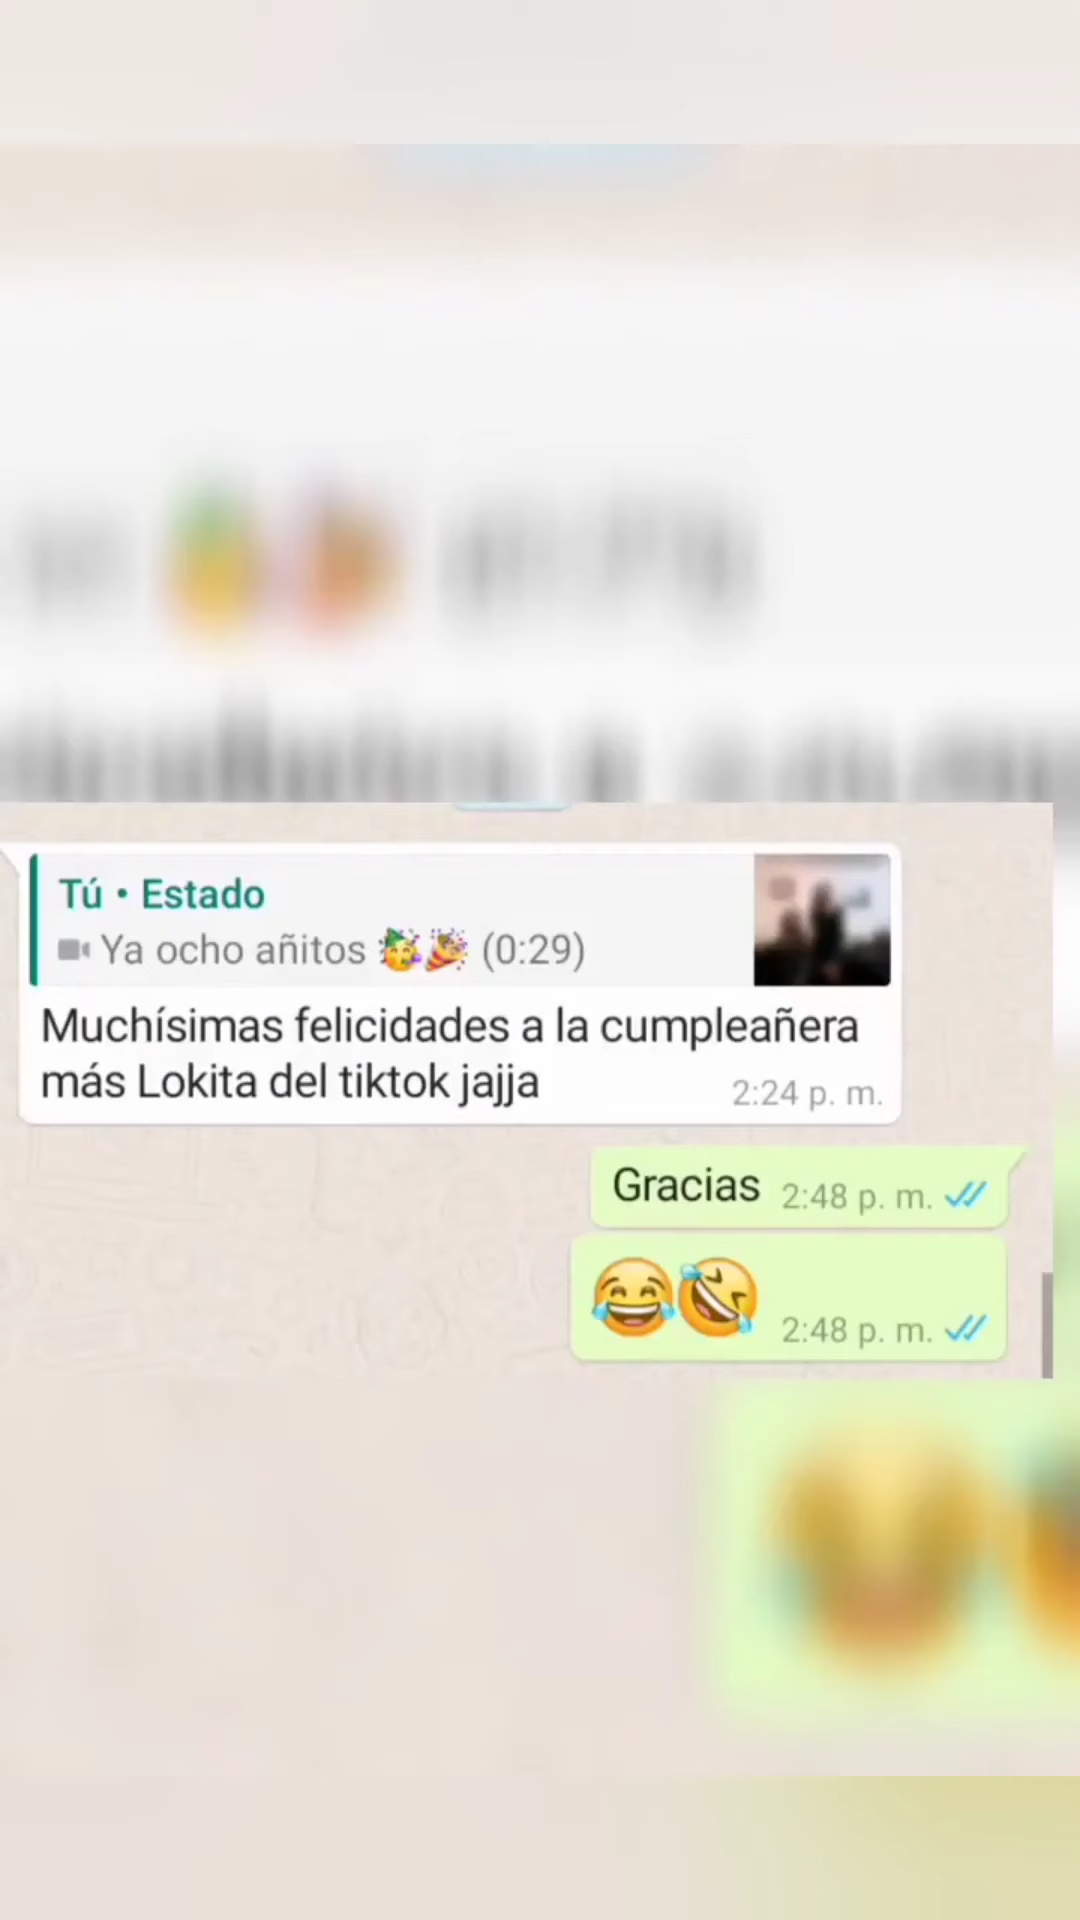 Tú • Estado
Ya ocho añitos 🥳🎉 (0:29)
Muchísimas felicidades a la cumpleañera
más Lokita del tiktok jajja
2:24 p. m.
Gracias 2:48 p. m.
😂🤣 2:48 p. m.